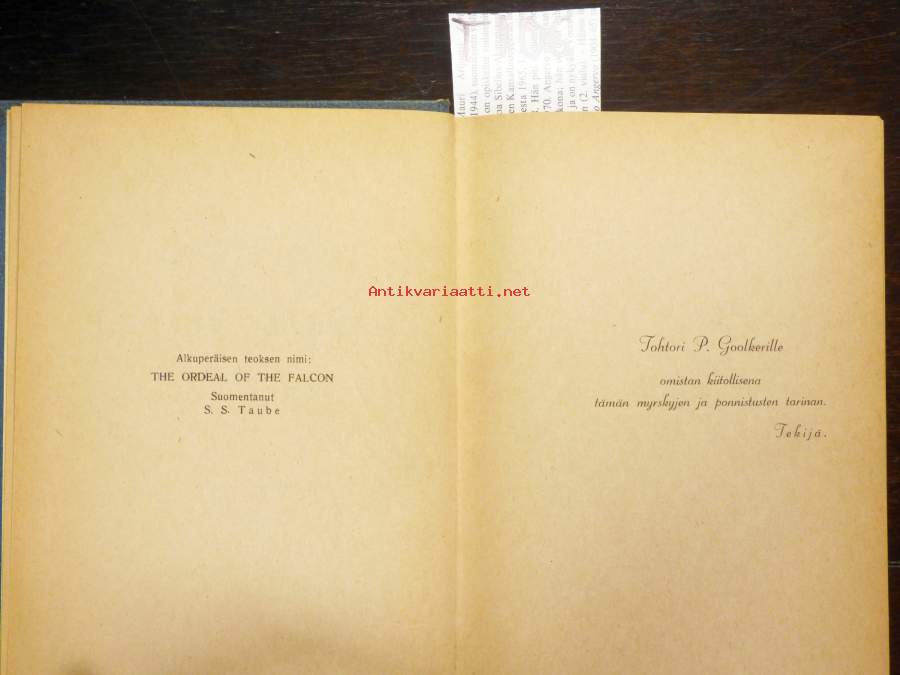 Antikvariaatti.net
Alkuperäisen teoksen nimi:
THE ORDEAL OF THE FALCON
Suomentanut
S. S. Taube
Tohtori P. Goolkerille
omistan kiitollisena
tämän myrskyjen ja ponnistusten tarinan.
Tekijä.